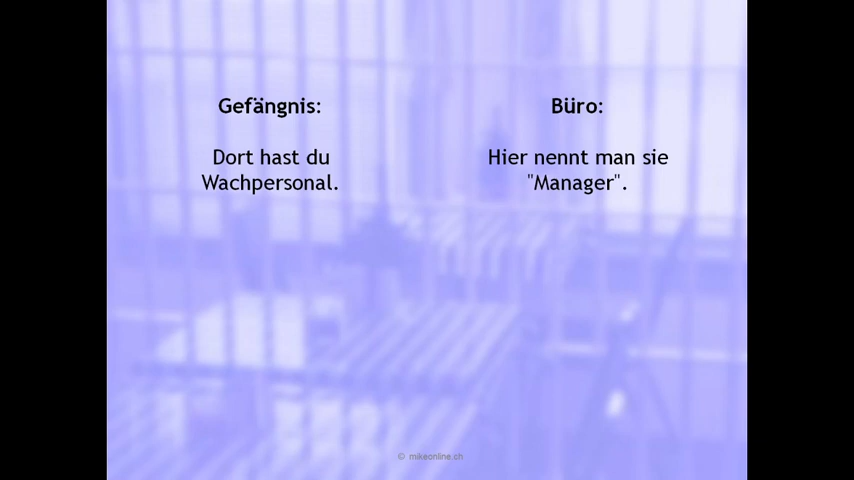 Gefängnis:
Dort hast du
Wachpersonal.
Büro:
Hier nennt man sie
"Manager".
© mikeonline.ch